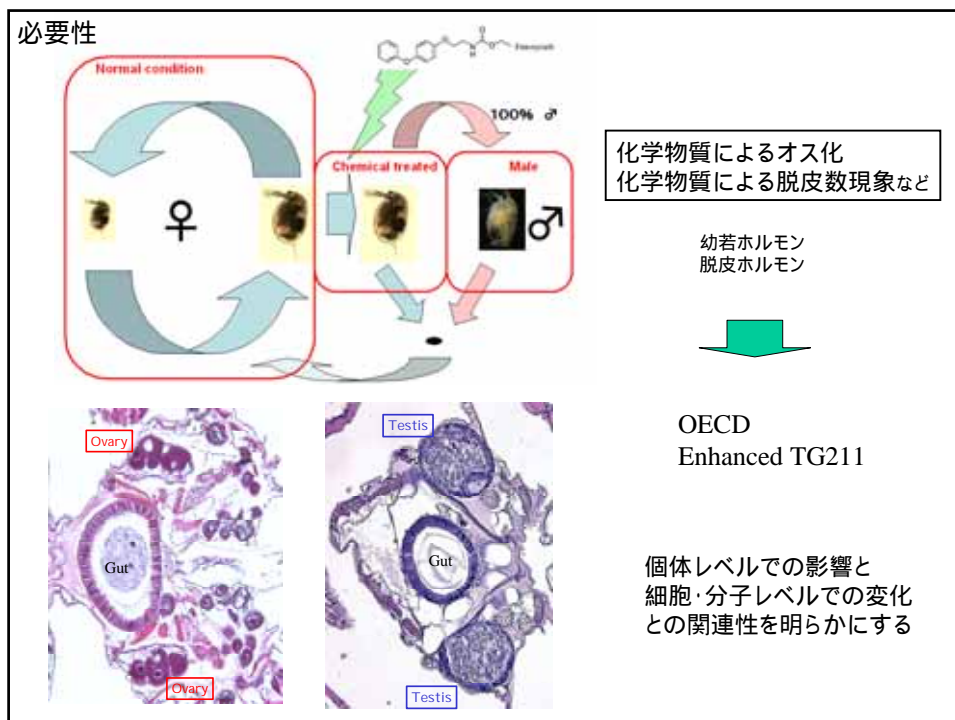 必要性
Normal condition
Fenoxycarb
100% ♂
Chemical treated
Male
♀
♂
化学物質によるオス化
化学物質による脱皮数現象など
幼若ホルモン
脱皮ホルモン
OECD
Enhanced TG211
Ovary
Gut
Ovary
Testis
Gut
Testis
個体レベルでの影響と
細胞・分子レベルでの変化
との関連性を明らかにする